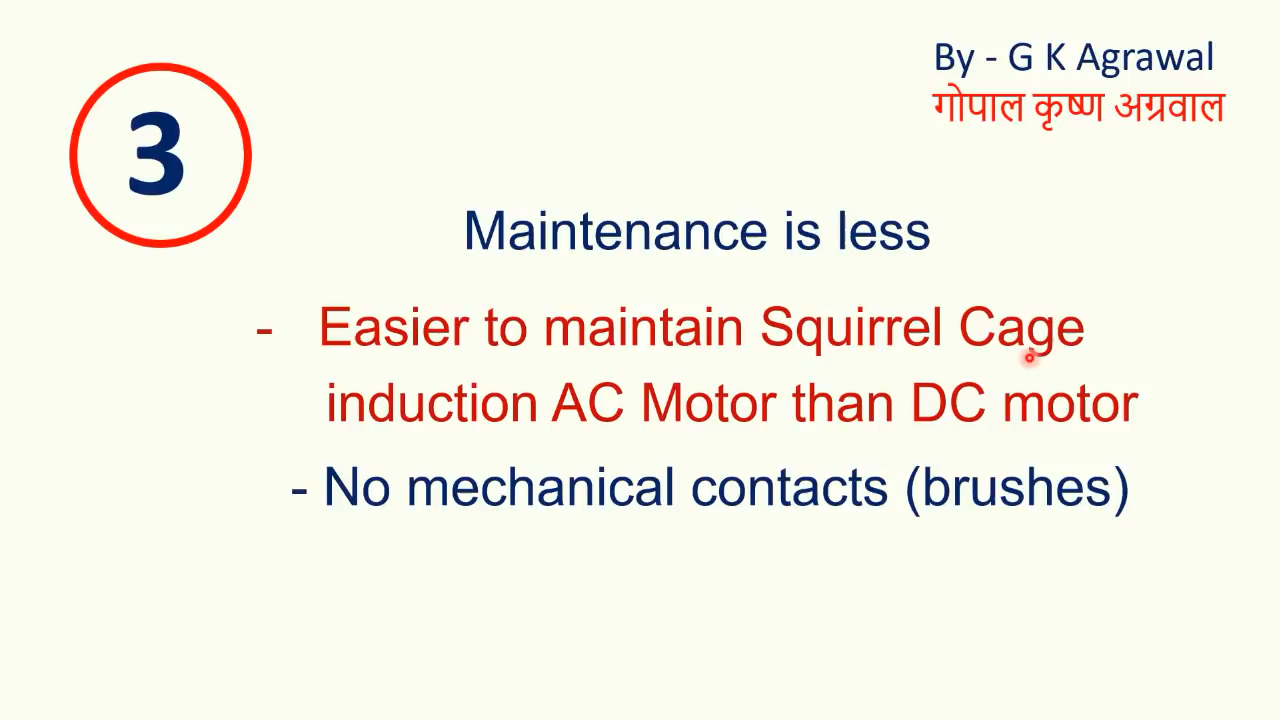 By - G K Agrawal
गोपाल कृष्ण अग्रवाल
3
Maintenance is less
- Easier to maintain Squirrel Cage
induction AC Motor than DC motor
- No mechanical contacts (brushes)